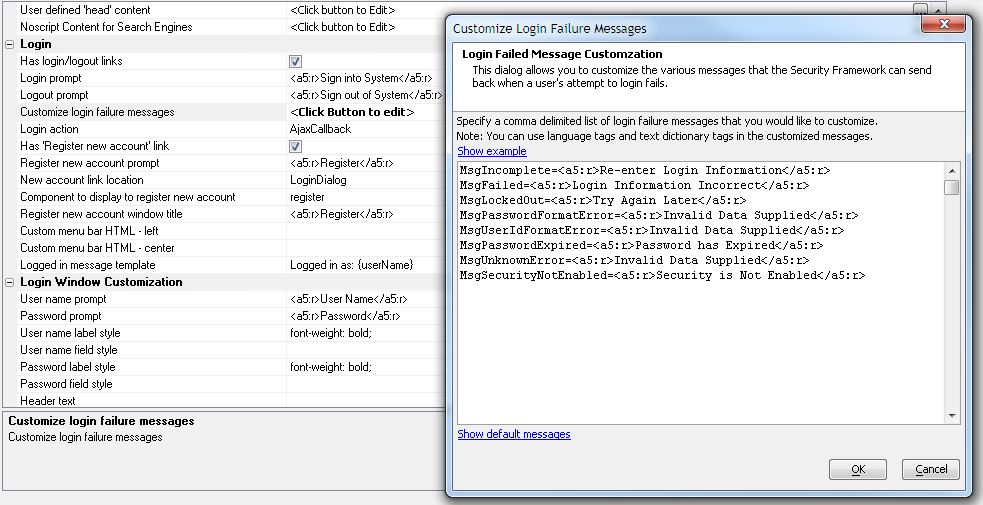 User defined 'head' content <Click button to Edit>
Noscript Content for Search Engines <Click button to Edit>
Login
Has login/logout links
Login prompt <a5:r>Sign into System</a5:r>
Logout prompt <a5:r>Sign out of System</a5:r>
Customize login failure messages <Click Button to edit>
Login action AjaxCallback
Has 'Register new account' link
Register new account prompt <a5:r>Register</a5:r>
New account link location LoginDialog
Component to display to register new account register
Register new account window title <a5:r>Register</a5:r>
Custom menu bar HTML - left
Custom menu bar HTML - center
Logged in message template Logged in as: {userName}
Login Window Customization
User name prompt <a5:r>User Name</a5:r>
Password prompt <a5:r>Password</a5:r>
User name label style font-weight: bold;
User name field style
Password label style font-weight: bold;
Password field style
Header text
Customize login failure messages
Customize login failure messages
Customize Login Failure Messages
Login Failed Message Customzation
This dialog allows you to customize the various messages that the Security Framework can send
back when a user's attempt to login fails.
Specify a comma delimited list of login failure messages that you would like to customize.
Note: You can use language tags and text dictionary tags in the customized messages.
Show example
MsgIncomplete=<a5:r>Re-enter Login Information</a5:r>
MsgFailed=<a5:r>Login Information Incorrect</a5:r>
MsgLockedOut=<a5:r>Try Again Later</a5:r>
MsgPasswordFormatError=<a5:r>Invalid Data Supplied</a5:r>
MsgUserIdFormatError=<a5:r>Invalid Data Supplied</a5:r>
MsgPasswordExpired=<a5:r>Password has Expired</a5:r>
MsgUnknownError=<a5:r>Invalid Data Supplied</a5:r>
MsgSecurityNotEnabled=<a5:r>Security is Not Enabled</a5:r>
Show default messages
OK Cancel